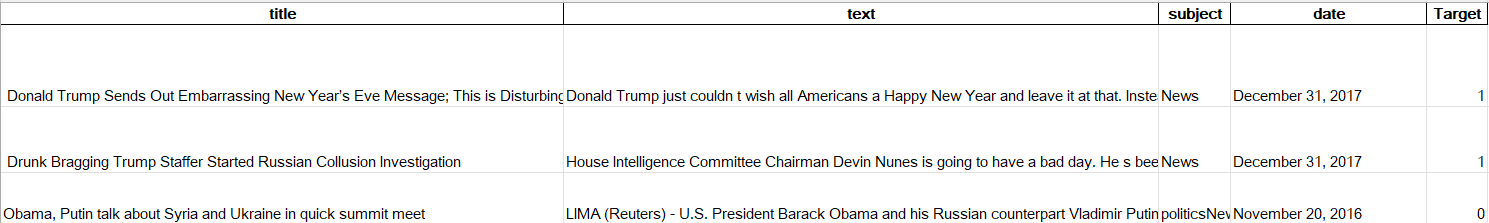 title text subject date Target
Donald Trump Sends Out Embarrassing New Year’s Eve Message; This is Disturbing Donald Trump just couldn t wish all Americans a Happy New Year and leave it at that. Inste News December 31, 2017 1
Drunk Bragging Trump Staffer Started Russian Collusion Investigation House Intelligence Committee Chairman Devin Nunes is going to have a bad day. He s bee News December 31, 2017 1
Obama, Putin talk about Syria and Ukraine in quick summit meet LIMA (Reuters) - U.S. President Barack Obama and his Russian counterpart Vladimir Putin politicsNew November 20, 2016 0